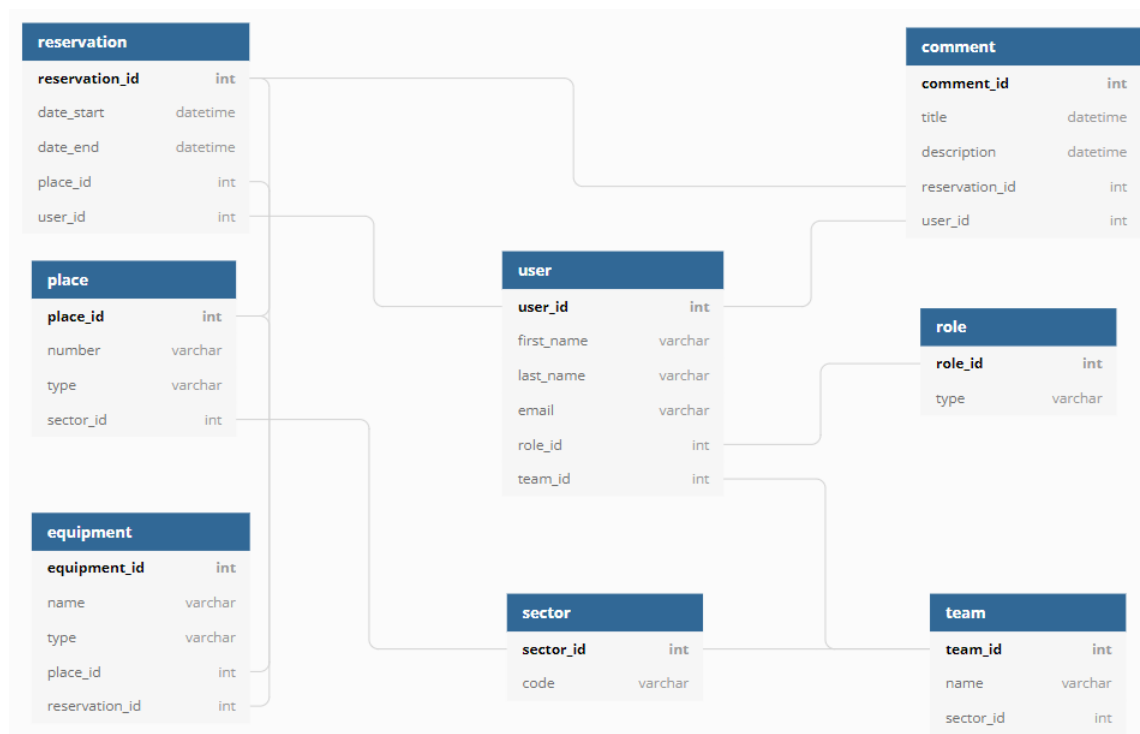 reservation
reservation_id int
date_start datetime
date_end datetime
place_id int
user_id int
place
place_id int
number varchar
type varchar
sector_id int
equipment
equipment_id int
name varchar
type varchar
place_id int
reservation_id int
user
user_id int
first_name varchar
last_name varchar
email varchar
role_id int
team_id int
sector
sector_id int
code varchar
comment
comment_id int
title datetime
description datetime
reservation_id int
user_id int
role
role_id int
type varchar
team
team_id int
name varchar
sector_id int